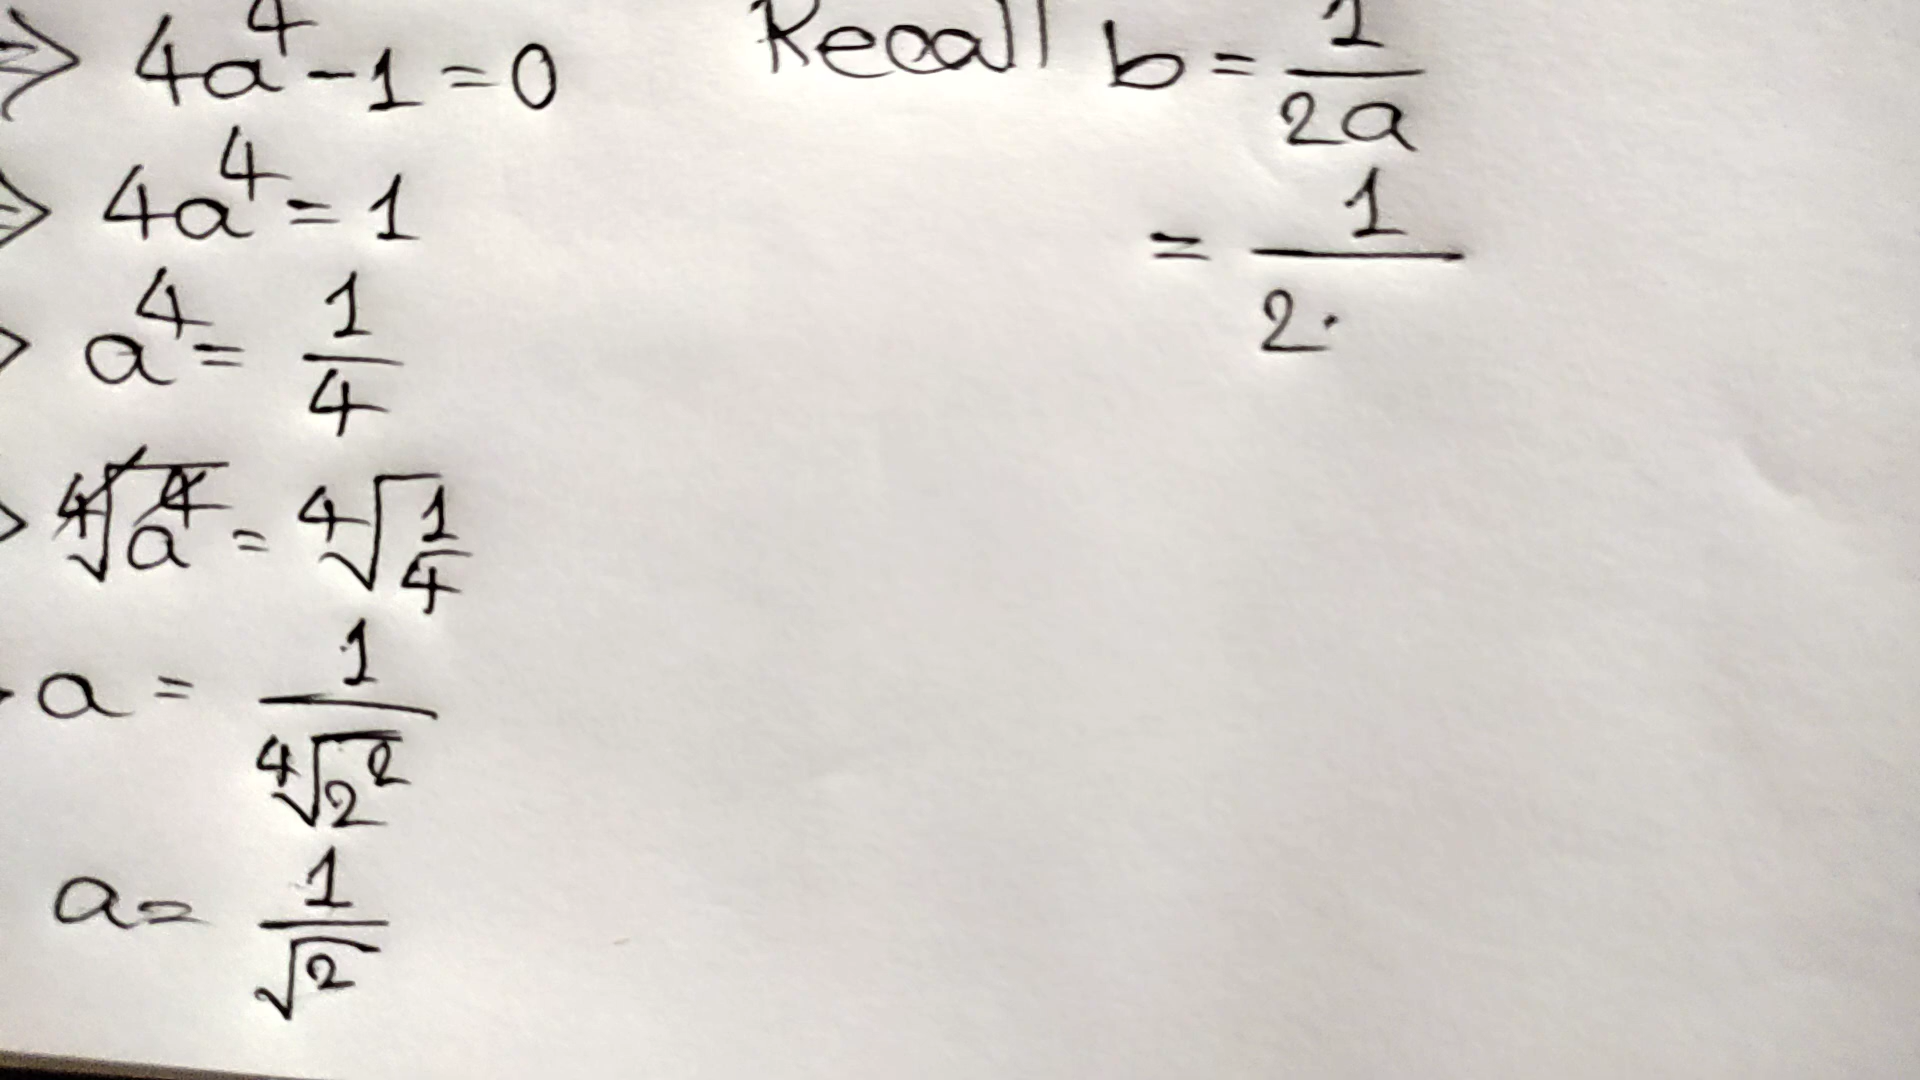 ⇒ 4a⁴ - 1 = 0
⇒ 4a⁴ = 1
⇒ a⁴ = 1/4
⇒ ⁴√a⁴ = ⁴√(1/4)
a = 1/⁴√2²
a = 1/√2
Recall b = 1/2a
= 1/2·